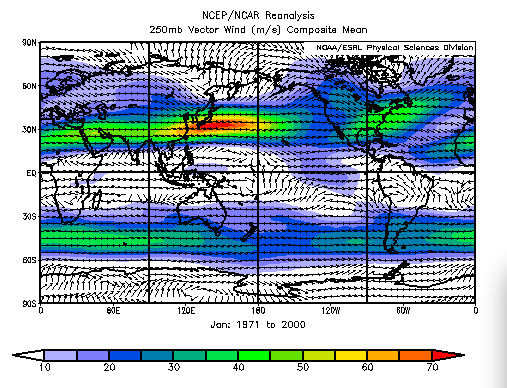 NCEP/NCAR Reanalysis
250mb Vector Wind (m/s) Composite Mean
NOAA/ESRL Physical Sciences Division
90N
60N
30N
EQ
30S
60S
90S
0 60E 120E 180 120W 60W 0
Jan: 1971 to 2000
10 20 30 40 50 60 70